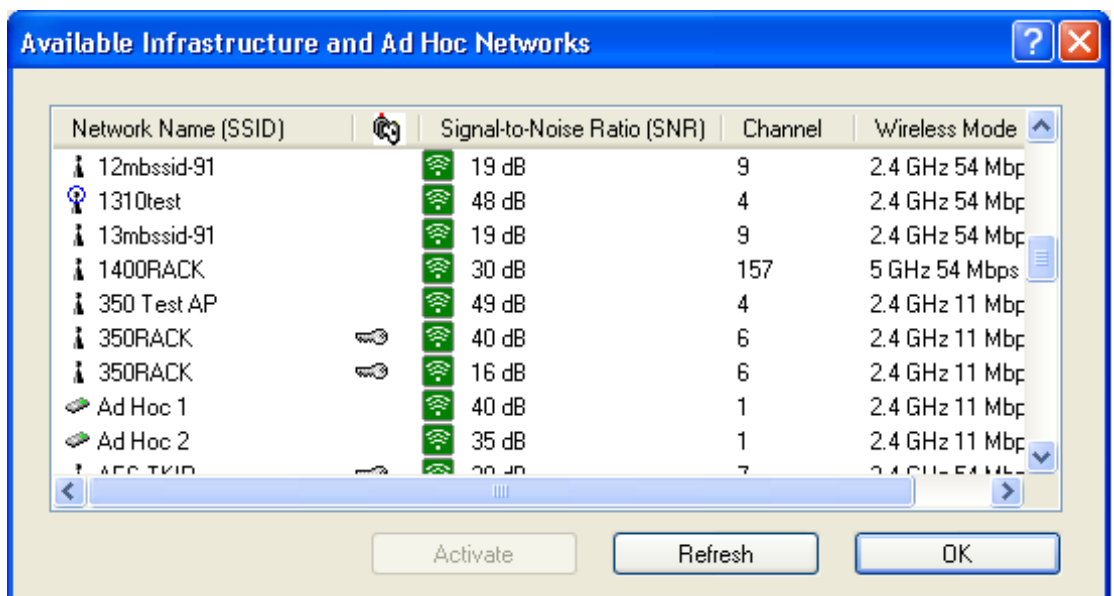 Available Infrastructure and Ad Hoc Networks
Network Name (SSID) Signal-to-Noise Ratio (SNR) Channel Wireless Mode
12mbssid-91 19 dB 9 2.4 GHz 54 Mbp
1310test 48 dB 4 2.4 GHz 54 Mbp
13mbssid-91 19 dB 9 2.4 GHz 54 Mbp
1400RACK 30 dB 157 5 GHz 54 Mbps
350 Test AP 49 dB 4 2.4 GHz 11 Mbp
350RACK 40 dB 6 2.4 GHz 11 Mbp
350RACK 16 dB 6 2.4 GHz 11 Mbp
Ad Hoc 1 40 dB 1 2.4 GHz 11 Mbp
Ad Hoc 2 35 dB 1 2.4 GHz 11 Mbp
Activate Refresh OK